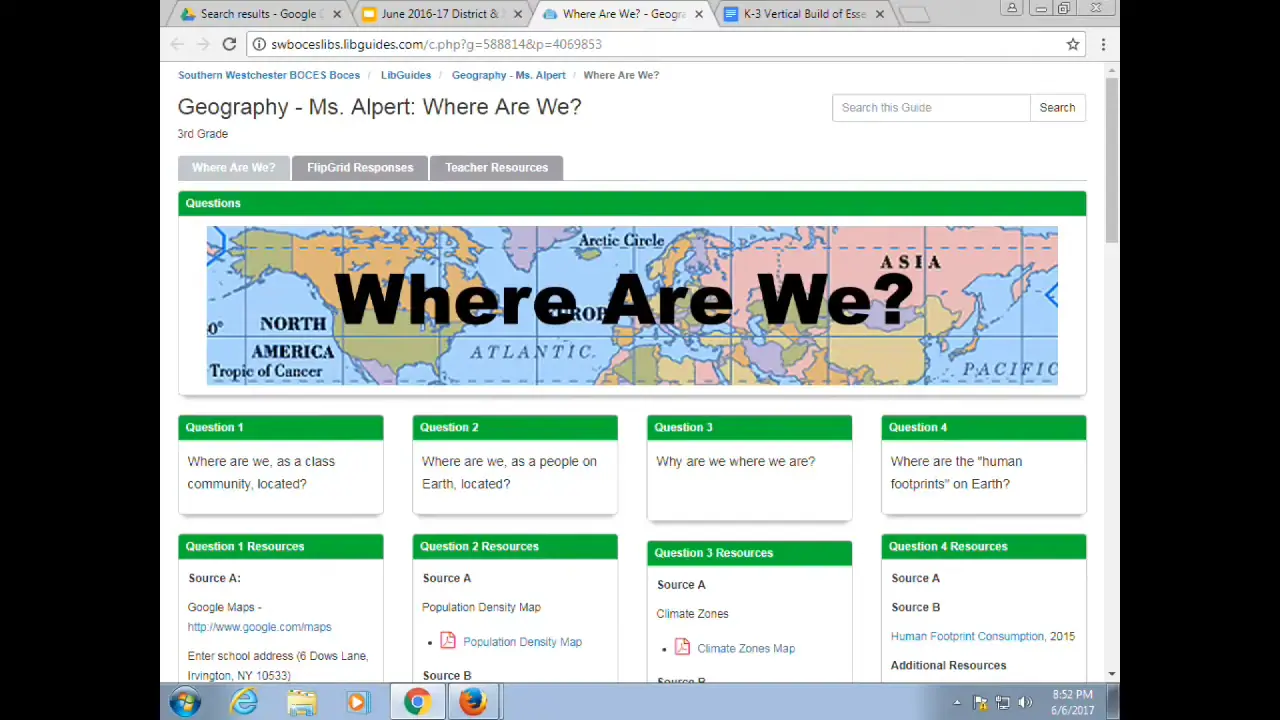 Search results - Google
June 2016-17 District &
Where Are We? - Geogra
K-3 Vertical Build of Esse
swboceslibs.libguides.com/c.php?g=588814&p=4069853
Southern Westchester BOCES Boces / LibGuides / Geography - Ms. Alpert / Where Are We?
Geography - Ms. Alpert: Where Are We?
Search this Guide
Search
3rd Grade
Where Are We?
FlipGrid Responses
Teacher Resources
Questions
Arctic Circle
ASIA
Where Are We?
EUROP
NORTH
AMERICA
ATLANTIC
PACIFIC
Tropic of Cancer
Question 1
Where are we, as a class
community, located?
Question 2
Where are we, as a people on
Earth, located?
Question 3
Why are we where we are?
Question 4
Where are the "human
footprints" on Earth?
Question 1 Resources
Source A:
Google Maps -
http://www.google.com/maps
Enter school address (6 Dows Lane,
Irvington, NY 10533)
Question 2 Resources
Source A
Population Density Map
• Population Density Map
Source B
Question 3 Resources
Source A
Climate Zones
• Climate Zones Map
Source B
Question 4 Resources
Source A
Source B
Human Footprint Consumption, 2015
Additional Resources
8:52 PM
6/6/2017